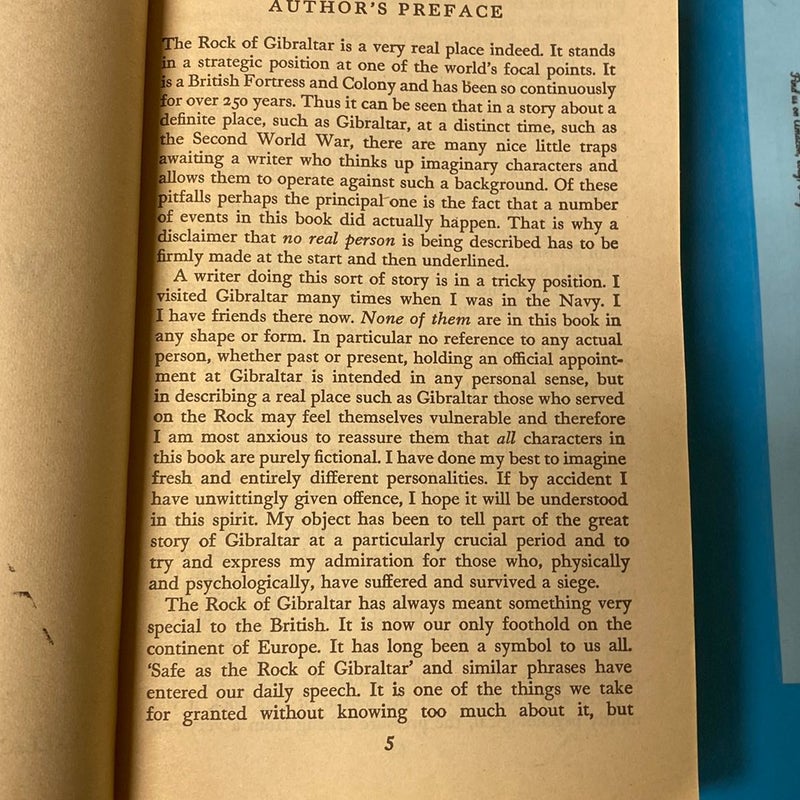 AUTHOR'S PREFACE
The Rock of Gibraltar is a very real place indeed. It stands
in a strategic position at one of the world's focal points. It
is a British Fortress and Colony and has been so continuously
for over 250 years. Thus it can be seen that in a story about a
definite place, such as Gibraltar, at a distinct time, such as
the Second World War, there are many nice little traps
awaiting a writer who thinks up imaginary characters and
allows them to operate against such a background. Of these
pitfalls perhaps the principal one is the fact that a number
of events in this book did actually happen. That is why a
disclaimer that no real person is being described has to be
firmly made at the start and then underlined.
A writer doing this sort of story is in a tricky position. I
visited Gibraltar many times when I was in the Navy. I
I have friends there now. None of them are in this book in
any shape or form. In particular no reference to any actual
person, whether past or present, holding an official appoint-
ment at Gibraltar is intended in any personal sense, but
in describing a real place such as Gibraltar those who served
on the Rock may feel themselves vulnerable and therefore
I am most anxious to reassure them that all characters in
this book are purely fictional. I have done my best to imagine
fresh and entirely different personalities. If by accident I
have unwittingly given offence, I hope it will be understood
in this spirit. My object has been to tell part of the great
story of Gibraltar at a particularly crucial period and to
try and express my admiration for those who, physically
and psychologically, have suffered and survived a siege.
The Rock of Gibraltar has always meant something very
special to the British. It is now our only foothold on the
continent of Europe. It has long been a symbol to us all.
'Safe as the Rock of Gibraltar' and similar phrases have
entered our daily speech. It is one of the things we take
for granted without knowing too much about it, but
5